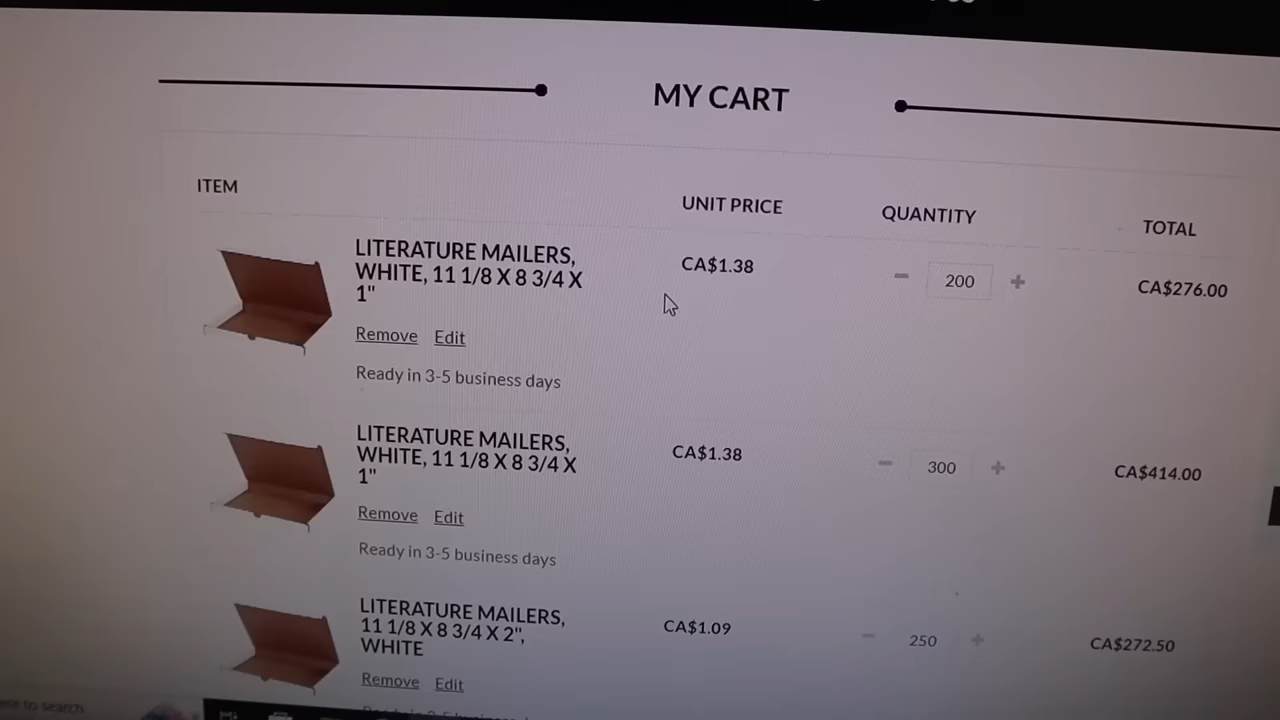 MY CART
ITEM
UNIT PRICE
QUANTITY
TOTAL
LITERATURE MAILERS,
WHITE, 11 1/8 X 8 3/4 X
1"
CA$1.38
200
CA$276.00
Remove Edit
Ready in 3-5 business days
LITERATURE MAILERS,
WHITE, 11 1/8 X 8 3/4 X
1"
CA$1.38
300
CA$414.00
Remove Edit
Ready in 3-5 business days
LITERATURE MAILERS,
11 1/8 X 8 3/4 X 2",
WHITE
CA$1.09
250
CA$272.50
Remove Edit
to search